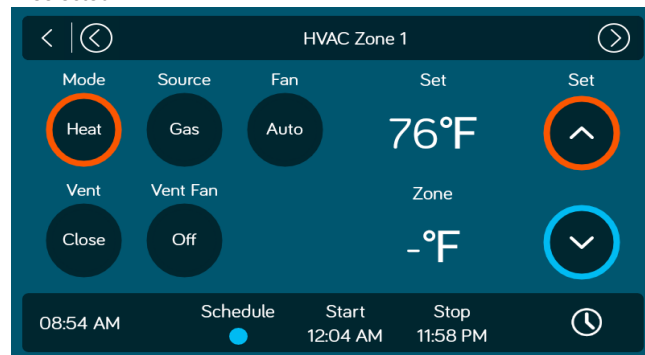 HVAC Zone 1
Mode Source Fan Set Set
Heat Gas Auto 76°F
Vent Vent Fan Zone
Close Off -°F
08:54 AM Schedule Start Stop
12:04 AM 11:58 PM